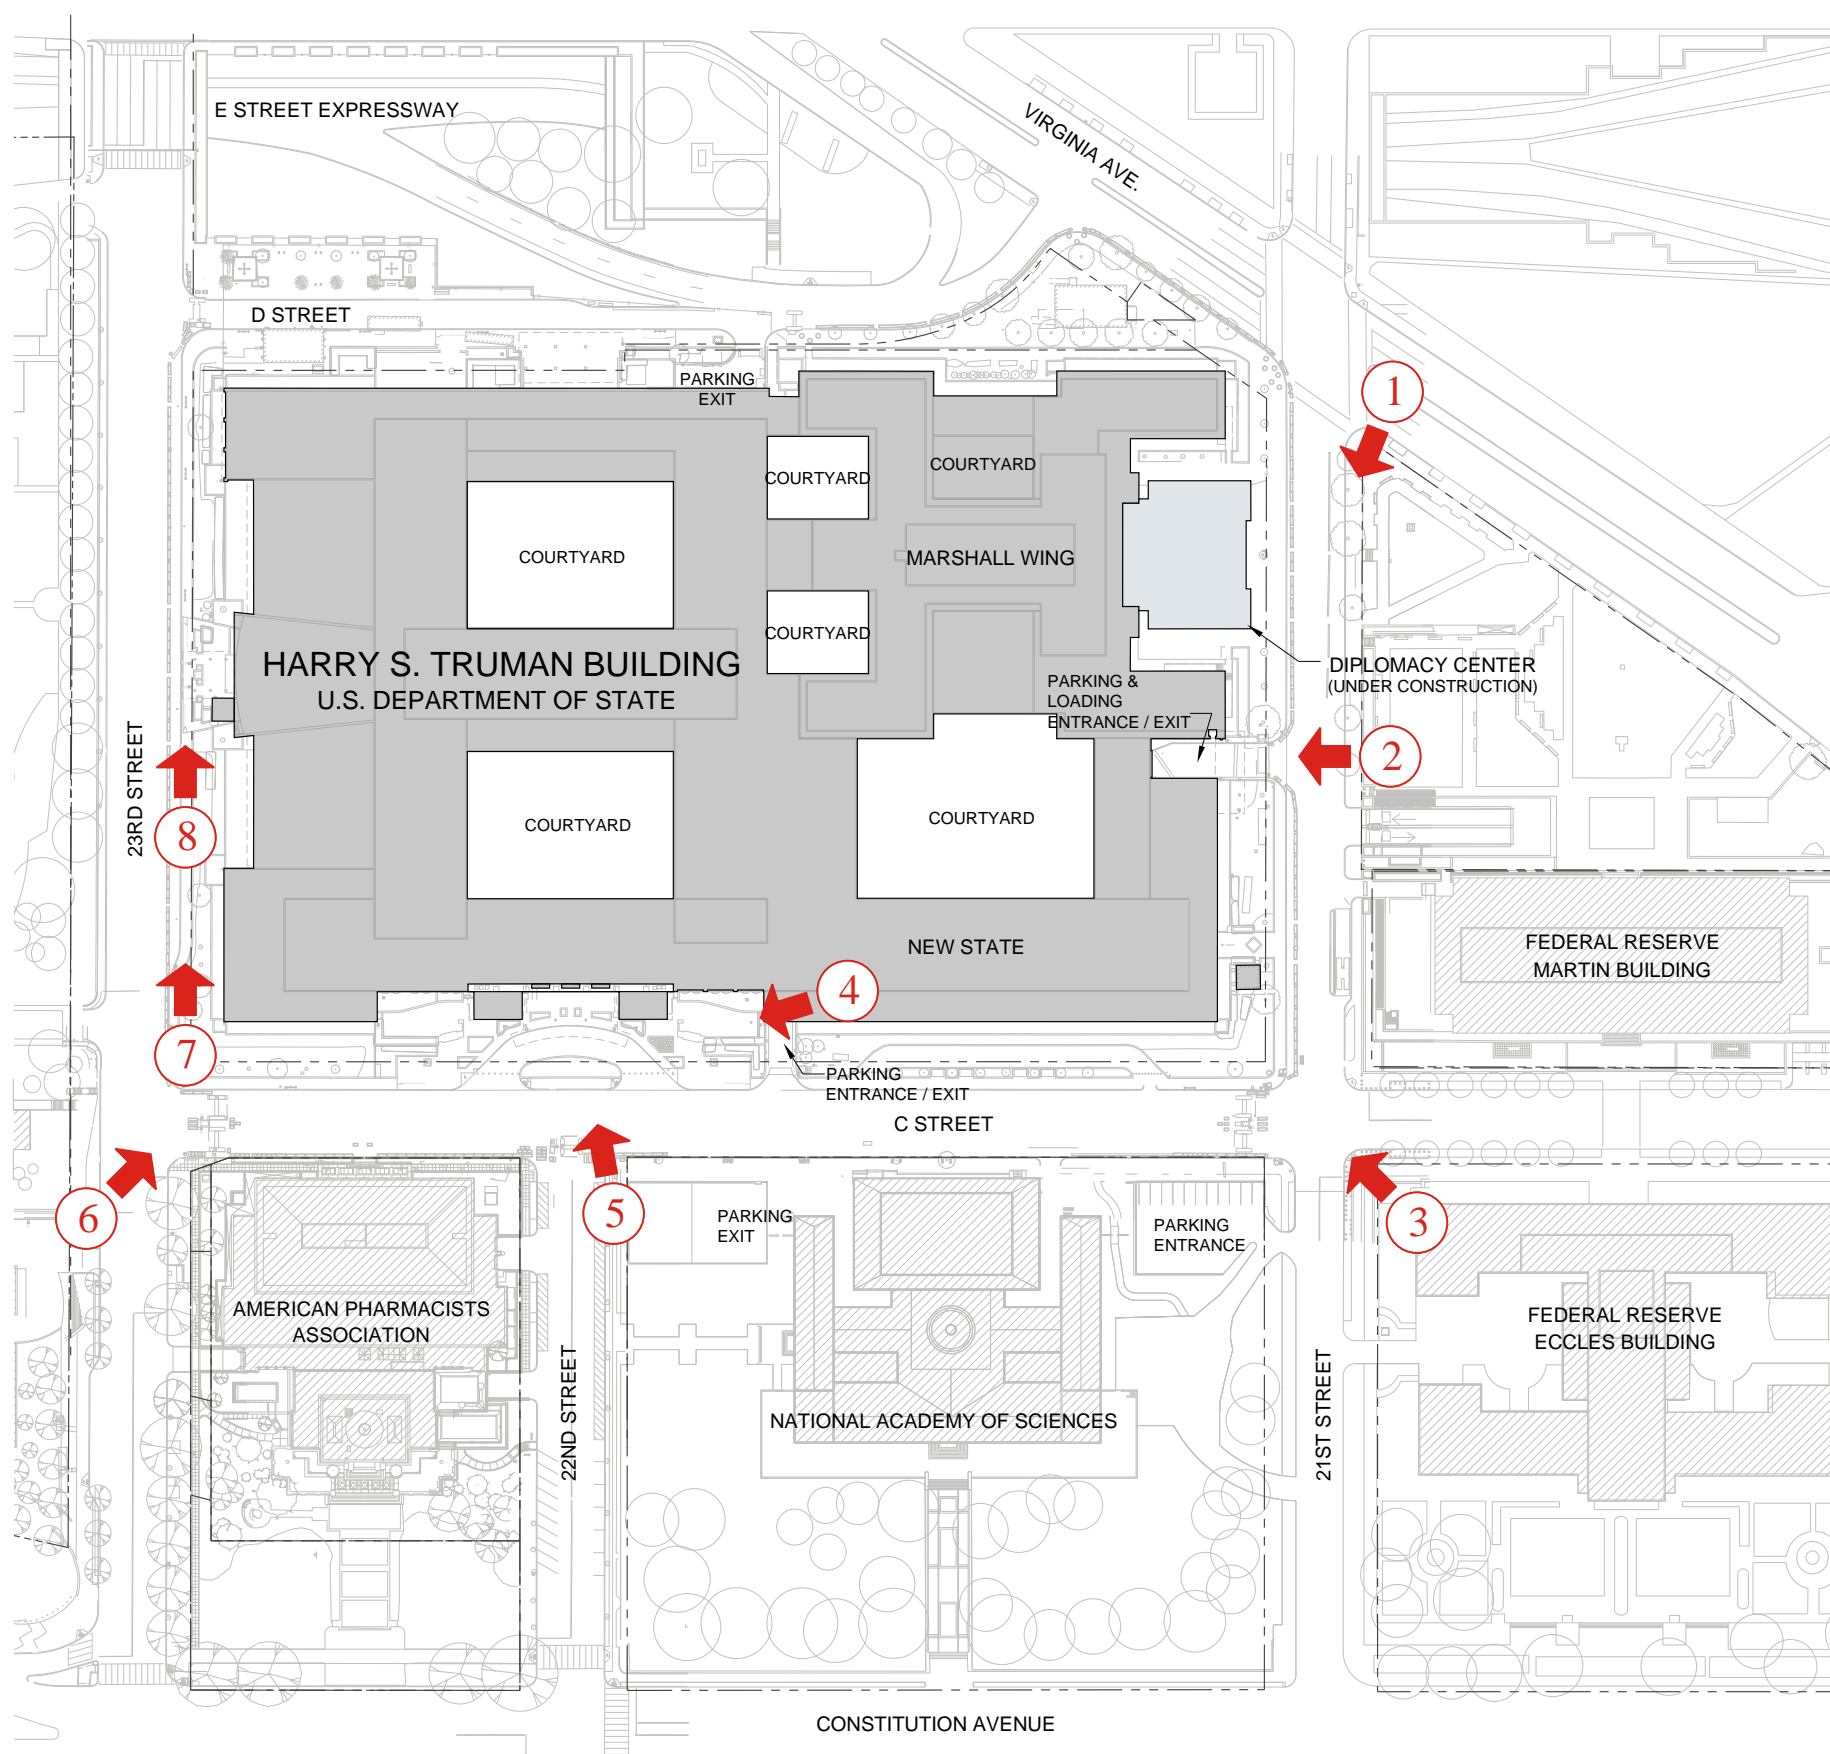 E STREET EXPRESSWAY
VIRGINIA AVE.
D STREET
PARKING
EXIT
1
COURTYARD
COURTYARD
COURTYARD
MARSHALL WING
COURTYARD
HARRY S. TRUMAN BUILDING
U.S. DEPARTMENT OF STATE
DIPLOMACY CENTER
(UNDER CONSTRUCTION)
PARKING &
LOADING
ENTRANCE / EXIT
2
23RD STREET
8
COURTYARD
COURTYARD
NEW STATE
FEDERAL RESERVE
MARTIN BUILDING
4
7
PARKING
ENTRANCE / EXIT
C STREET
6
5
3
PARKING
EXIT
PARKING
ENTRANCE
AMERICAN PHARMACISTS
ASSOCIATION
FEDERAL RESERVE
ECCLES BUILDING
22ND STREET
NATIONAL ACADEMY OF SCIENCES
21ST STREET
CONSTITUTION AVENUE